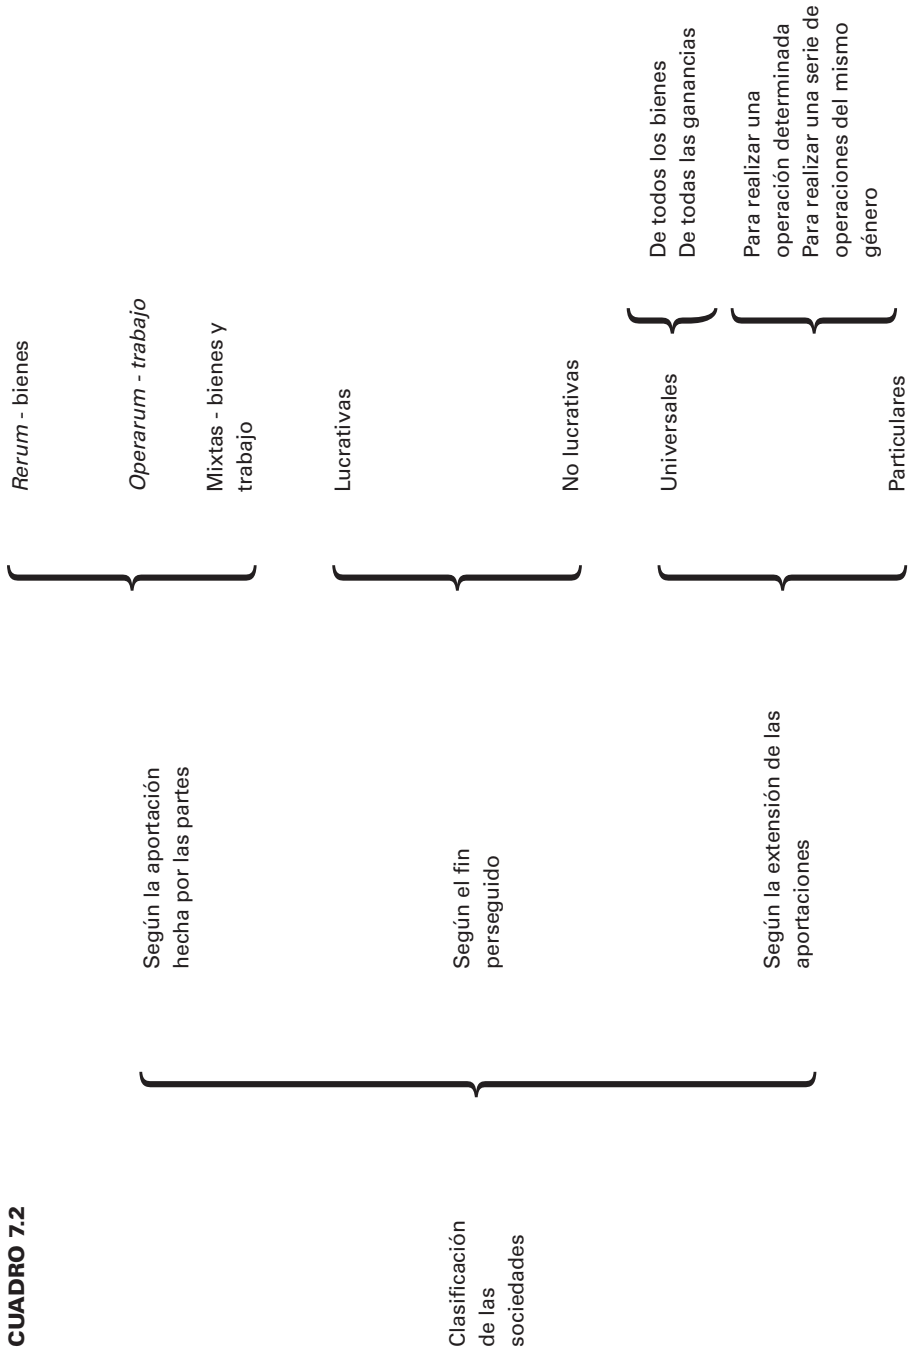 CUADRO 7.2
Clasificación
de las
sociedades
Según la aportación
hecha por las partes
Rerum - bienes
Operarum - trabajo
Mixtas - bienes y
trabajo
Según el fin
perseguido
Lucrativas
No lucrativas
Según la extensión de las
aportaciones
Universales
De todos los bienes
De todas las ganancias
Particulares
Para realizar una
operación determinada
Para realizar una serie de
operaciones del mismo
género